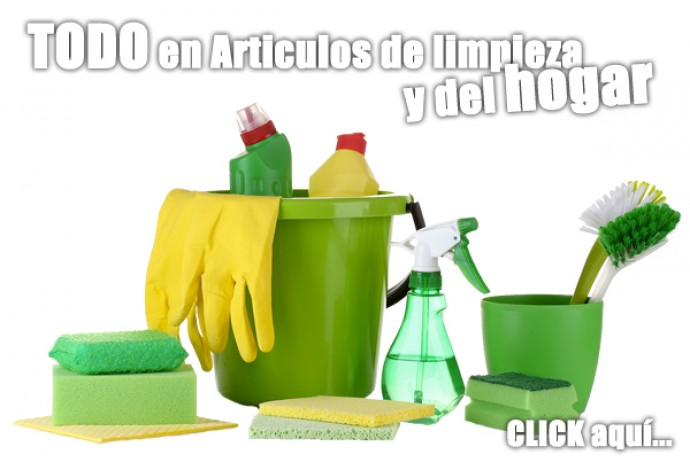 TODO en Articulos de limpieza
y del hogar
CLICK aquí...